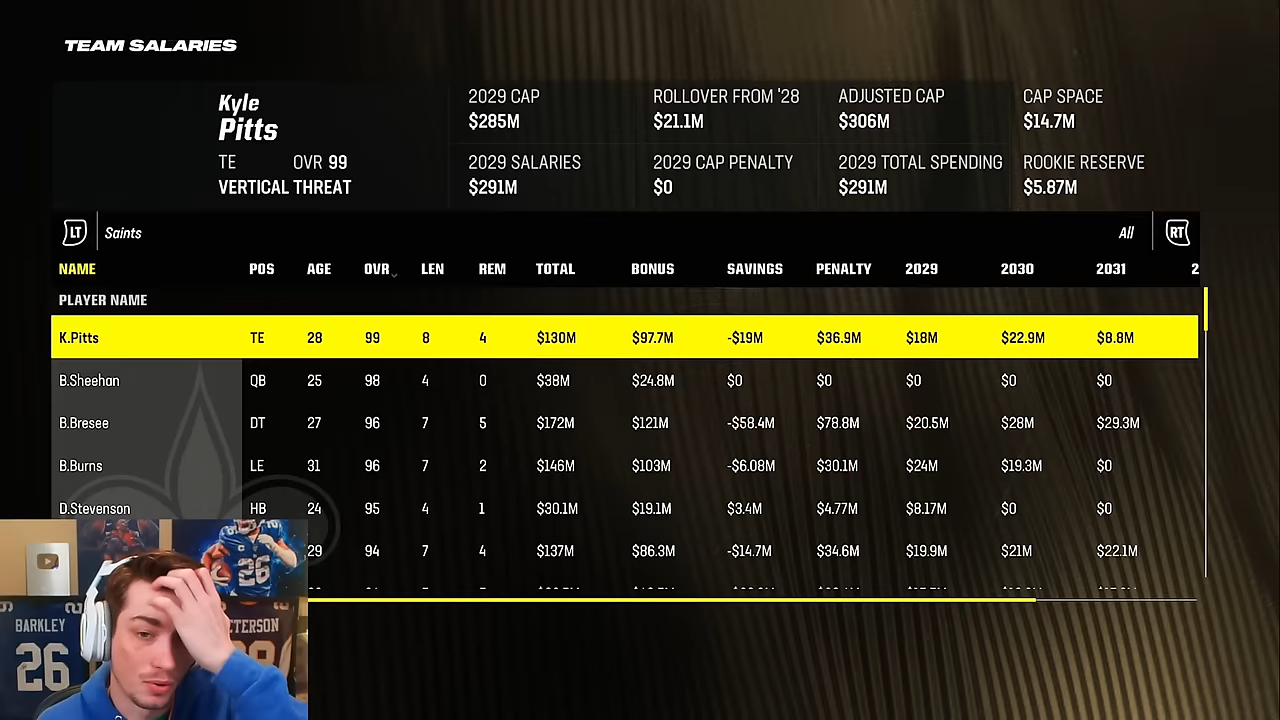 TEAM SALARIES
Kyle
Pitts
TE OVR 99
VERTICAL THREAT
2029 CAP ROLLOVER FROM '28 ADJUSTED CAP CAP SPACE
$285M $21.1M $306M $14.7M
2029 SALARIES 2029 CAP PENALTY 2029 TOTAL SPENDING ROOKIE RESERVE
$291M $0 $291M $5.87M
LT Saints All RT
NAME POS AGE OVR LEN REM TOTAL BONUS SAVINGS PENALTY 2029 2030 2031 2
PLAYER NAME
K.Pitts TE 28 99 8 4 $130M $97.7M -$19M $36.9M $18M $22.9M $8.8M
B.Sheehan QB 25 98 4 0 $38M $24.8M $0 $0 $0 $0 $0
B.Bresee DT 27 96 7 5 $172M $121M -$58.4M $78.8M $20.5M $28M $29.3M
B.Burns LE 31 96 7 2 $146M $103M -$6.08M $30.1M $24M $19.3M $0
D.Stevenson HB 24 95 4 1 $30.1M $19.1M $3.4M $4.77M $8.17M $0 $0
29 94 7 4 $137M $86.3M -$14.7M $34.6M $19.9M $21M $22.1M
26
BARKLEY
26
ETERSON